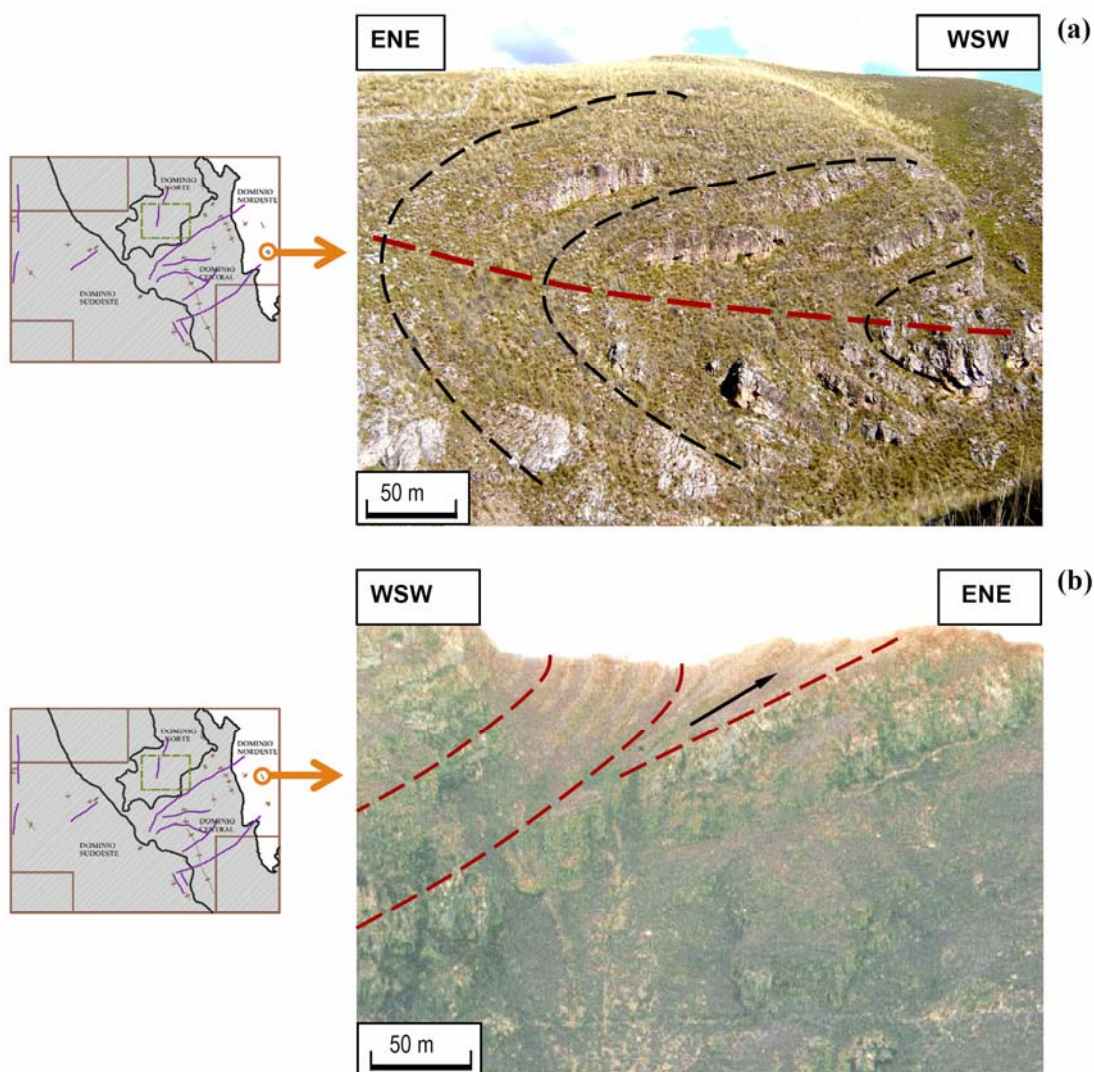 ENE
WSW
(a)
DOMINIO
NORTE
DOMINIO
NORDESTE
DOMINIO
CENTRAL
DOMINIO
SUDOESTE
50 m
WSW
ENE
(b)
DOMINIO
NORTE
DOMINIO
NORDESTE
DOMINIO
CENTRAL
DOMINIO
SUDOESTE
50 m